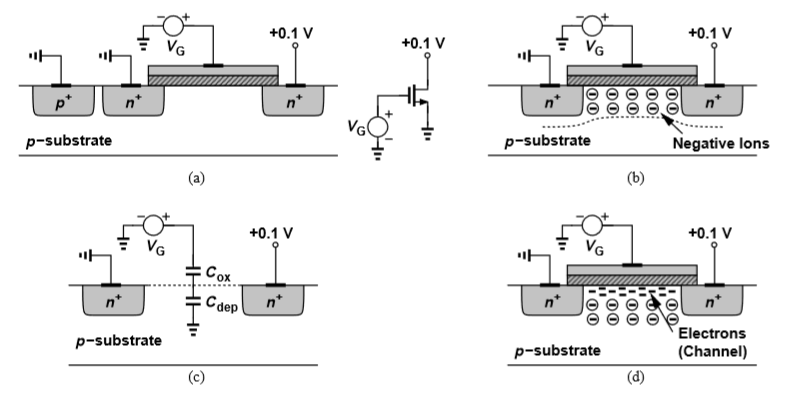 V_G
+0.1 V
p+
n+
n+
p−substrate
(a)
+0.1 V
V_G
V_G
+0.1 V
n+
n+
p−substrate
Negative Ions
(b)
V_G
+0.1 V
C_ox
C_dep
n+
n+
p−substrate
(c)
V_G
+0.1 V
n+
n+
Electrons
(Channel)
p−substrate
(d)